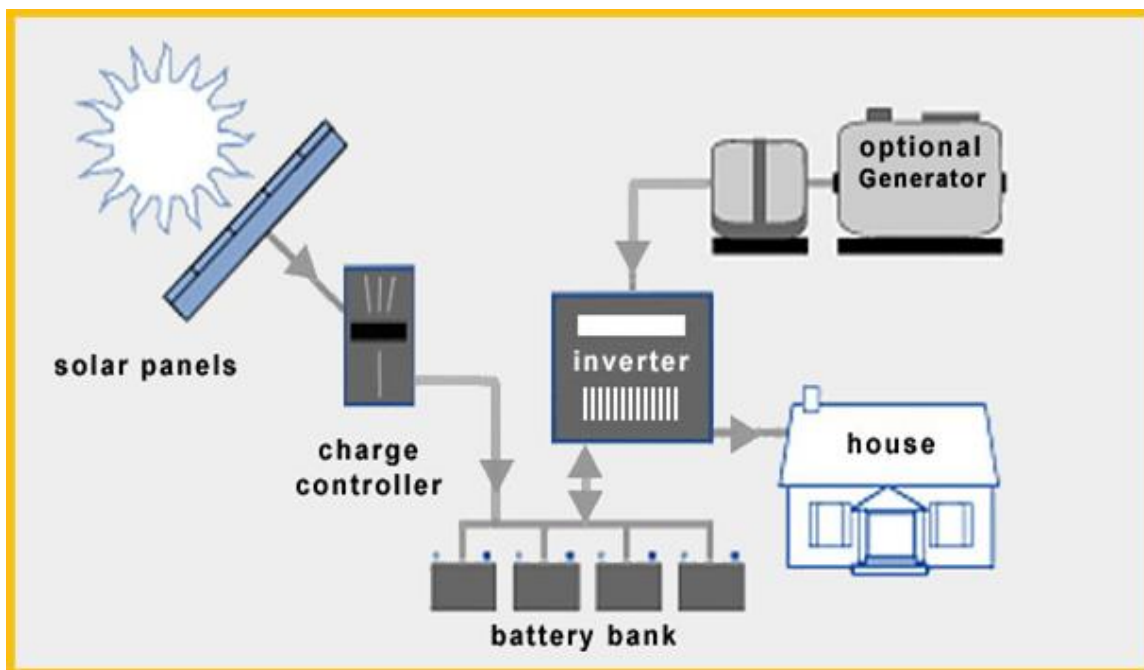 optional
Generator
inverter
solar panels
house
charge
controller
battery bank